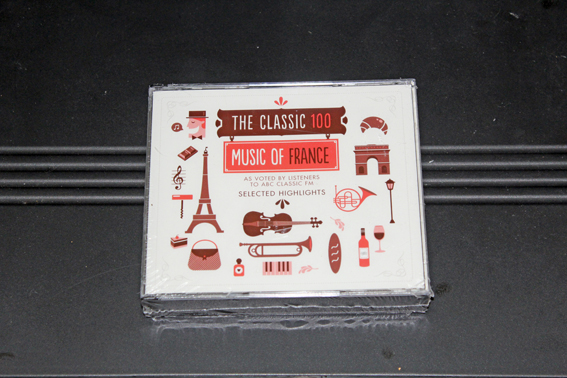 THE CLASSIC 100
MUSIC OF FRANCE
AS VOTED BY LISTENERS
TO ABC CLASSIC FM
SELECTED HIGHLIGHTS